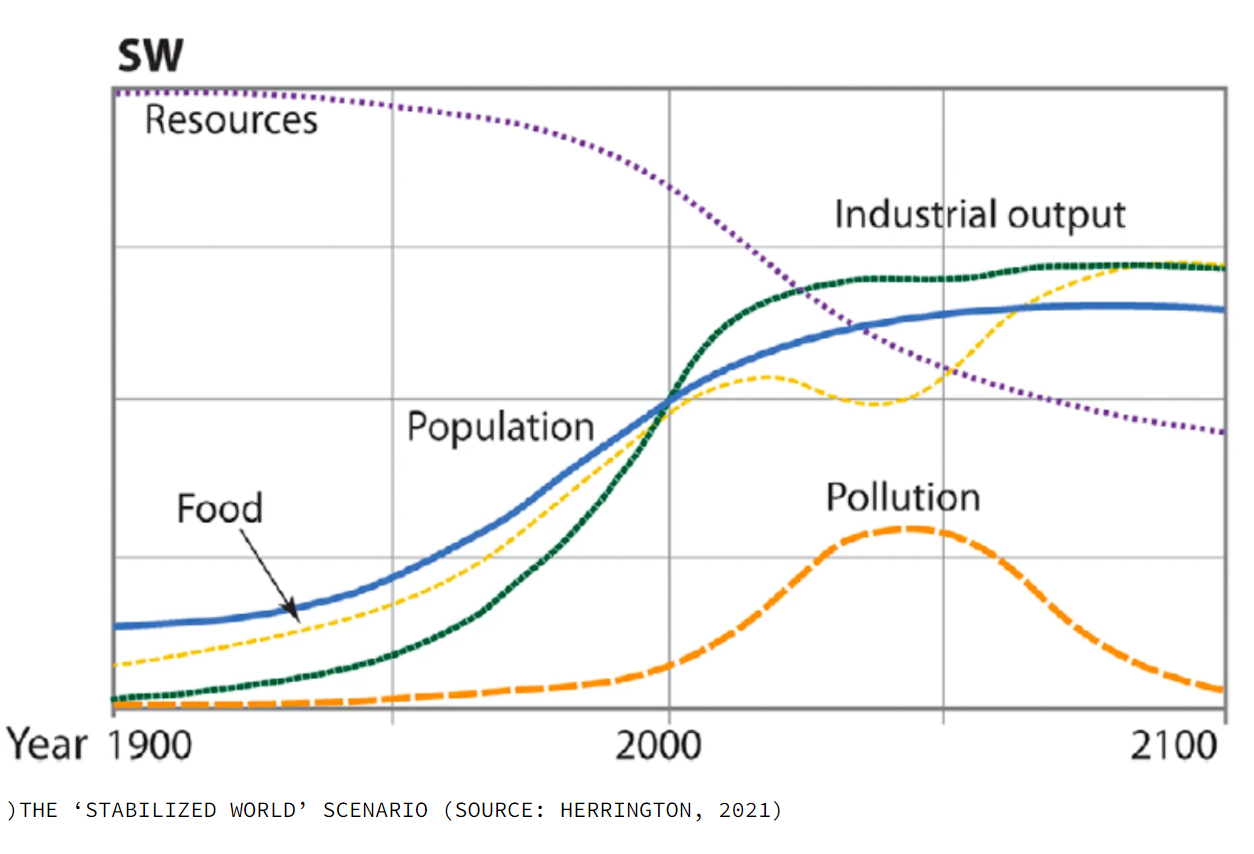 SW
Resources
Industrial output
Population
Food
Pollution
Year 1900 2000 2100
)THE ‘STABILIZED WORLD’ SCENARIO (SOURCE: HERRINGTON, 2021)